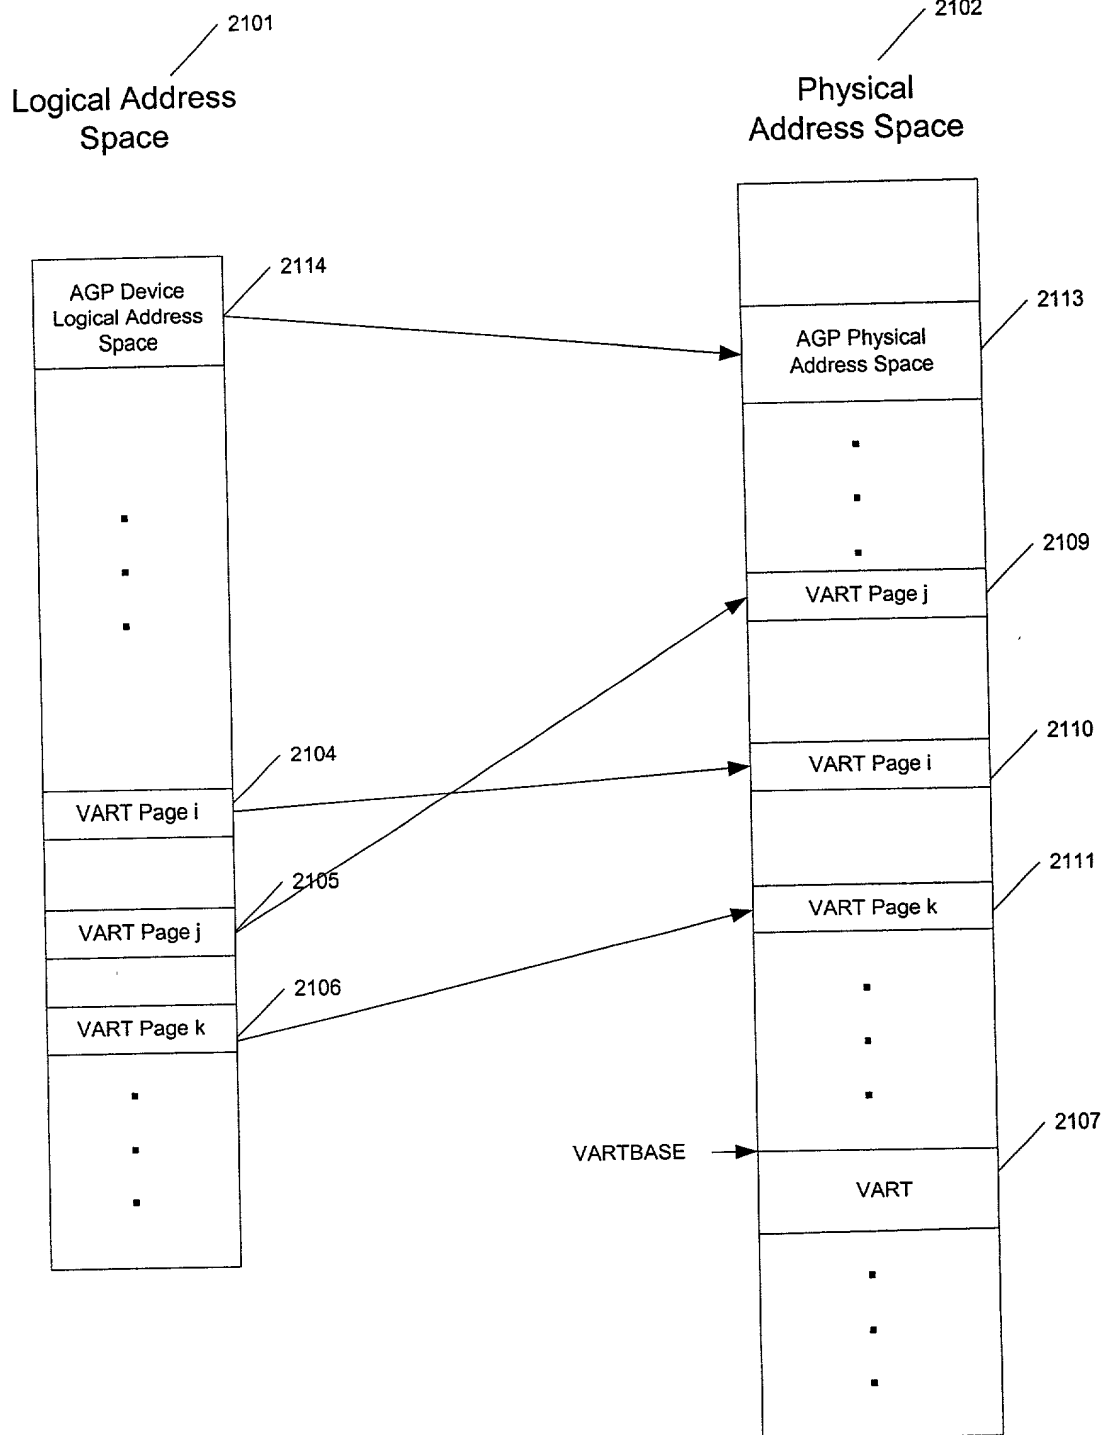 2101
2102
Logical Address
Space
Physical
Address Space
AGP Device
Logical Address
Space
2114
2113
AGP Physical
Address Space
2109
VART Page j
2104
2110
VART Page i
VART Page i
2105
2111
VART Page j
VART Page k
2106
VART Page k
2107
VARTBASE
VART